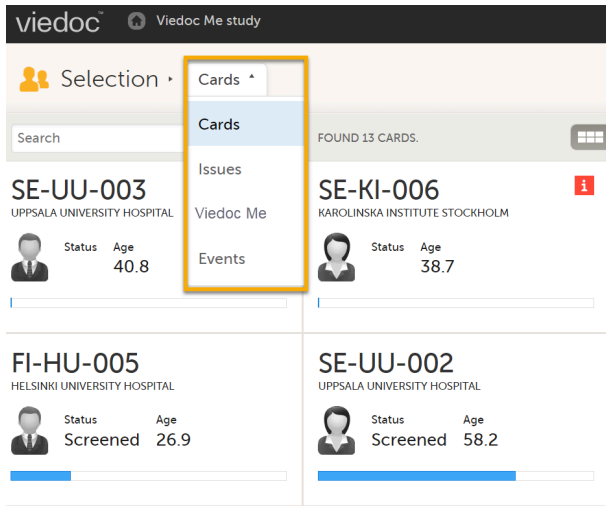 viedoc™ Viedoc Me study
Selection Cards
Cards
Issues
Viedoc Me
Events
Search FOUND 13 CARDS.
SE-UU-003
UPPSALA UNIVERSITY HOSPITAL
Status Age
40.8
SE-KI-006
i
KAROLINSKA INSTITUTE STOCKHOLM
Status Age
38.7
FI-HU-005
HELSINKI UNIVERSITY HOSPITAL
Status Age
Screened 26.9
SE-UU-002
UPPSALA UNIVERSITY HOSPITAL
Status Age
Screened 58.2